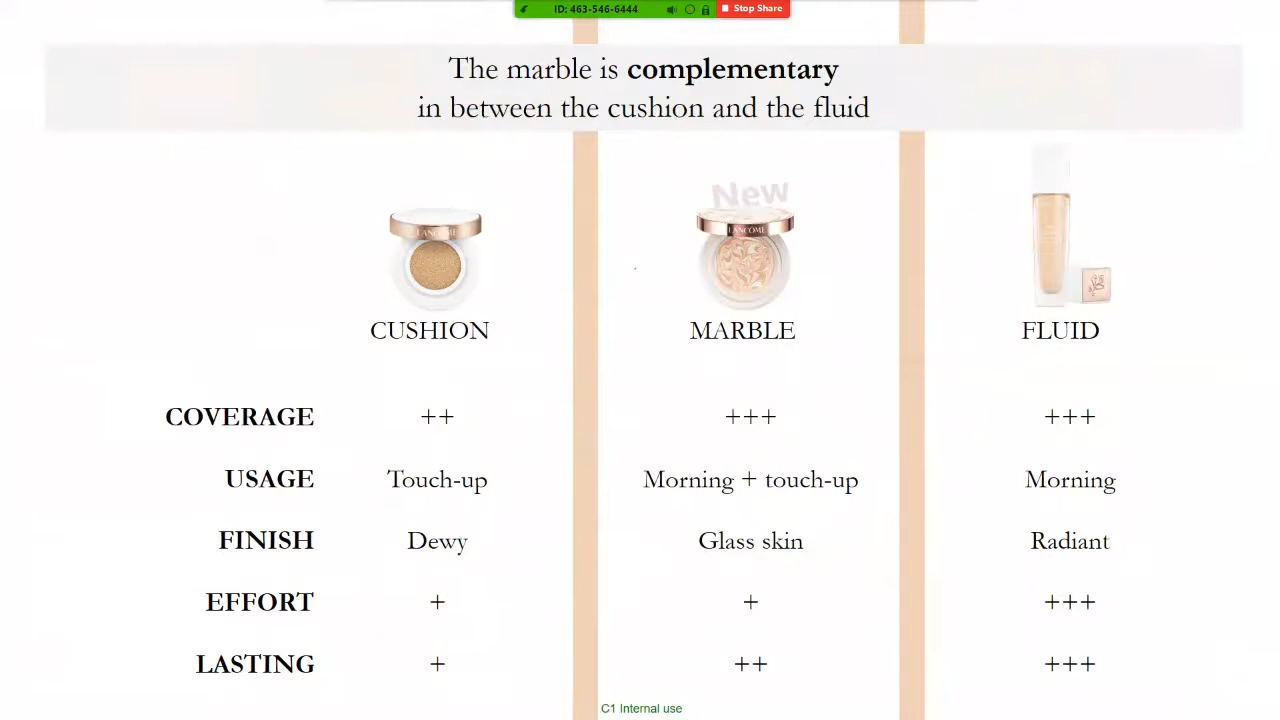 ID: 463-546-6444 Stop Share
The marble is complementary
in between the cushion and the fluid
New
LANCÔME LANCÔME
CUSHION MARBLE FLUID
COVERAGE ++ +++ +++
USAGE Touch-up Morning + touch-up Morning
FINISH Dewy Glass skin Radiant
EFFORT + + +++
LASTING + ++ +++
C1 Internal use